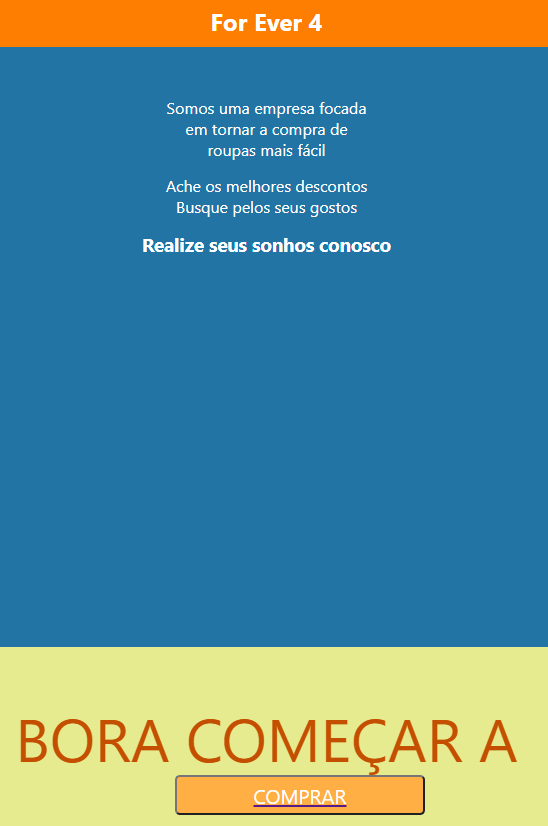 For Ever 4
Somos uma empresa focada
em tornar a compra de
roupas mais fácil
Ache os melhores descontos
Busque pelos seus gostos
Realize seus sonhos conosco
BORA COMEÇAR A
COMPRAR